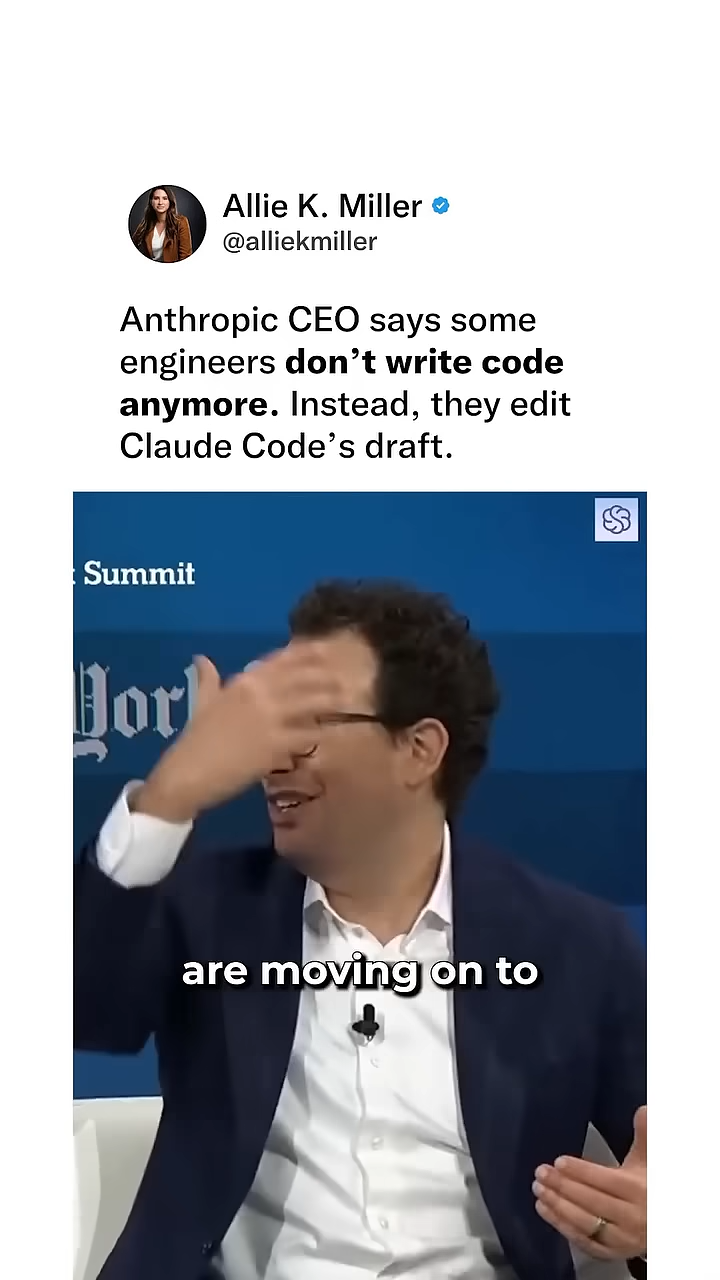 Allie K. Miller
@alliekmiller
Anthropic CEO says some
engineers don’t write code
anymore. Instead, they edit
Claude Code’s draft.
Summit
York
are moving on to